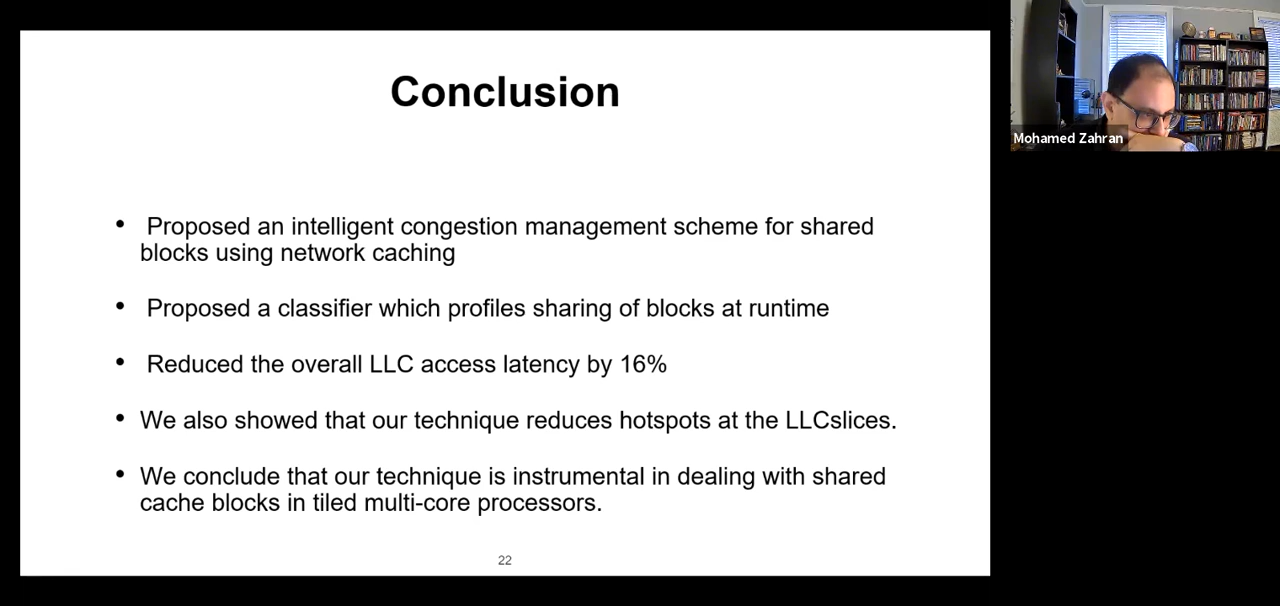 Conclusion
• Proposed an intelligent congestion management scheme for shared
blocks using network caching
• Proposed a classifier which profiles sharing of blocks at runtime
• Reduced the overall LLC access latency by 16%
• We also showed that our technique reduces hotspots at the LLCslices.
• We conclude that our technique is instrumental in dealing with shared
cache blocks in tiled multi-core processors.
22
Mohamed Zahran